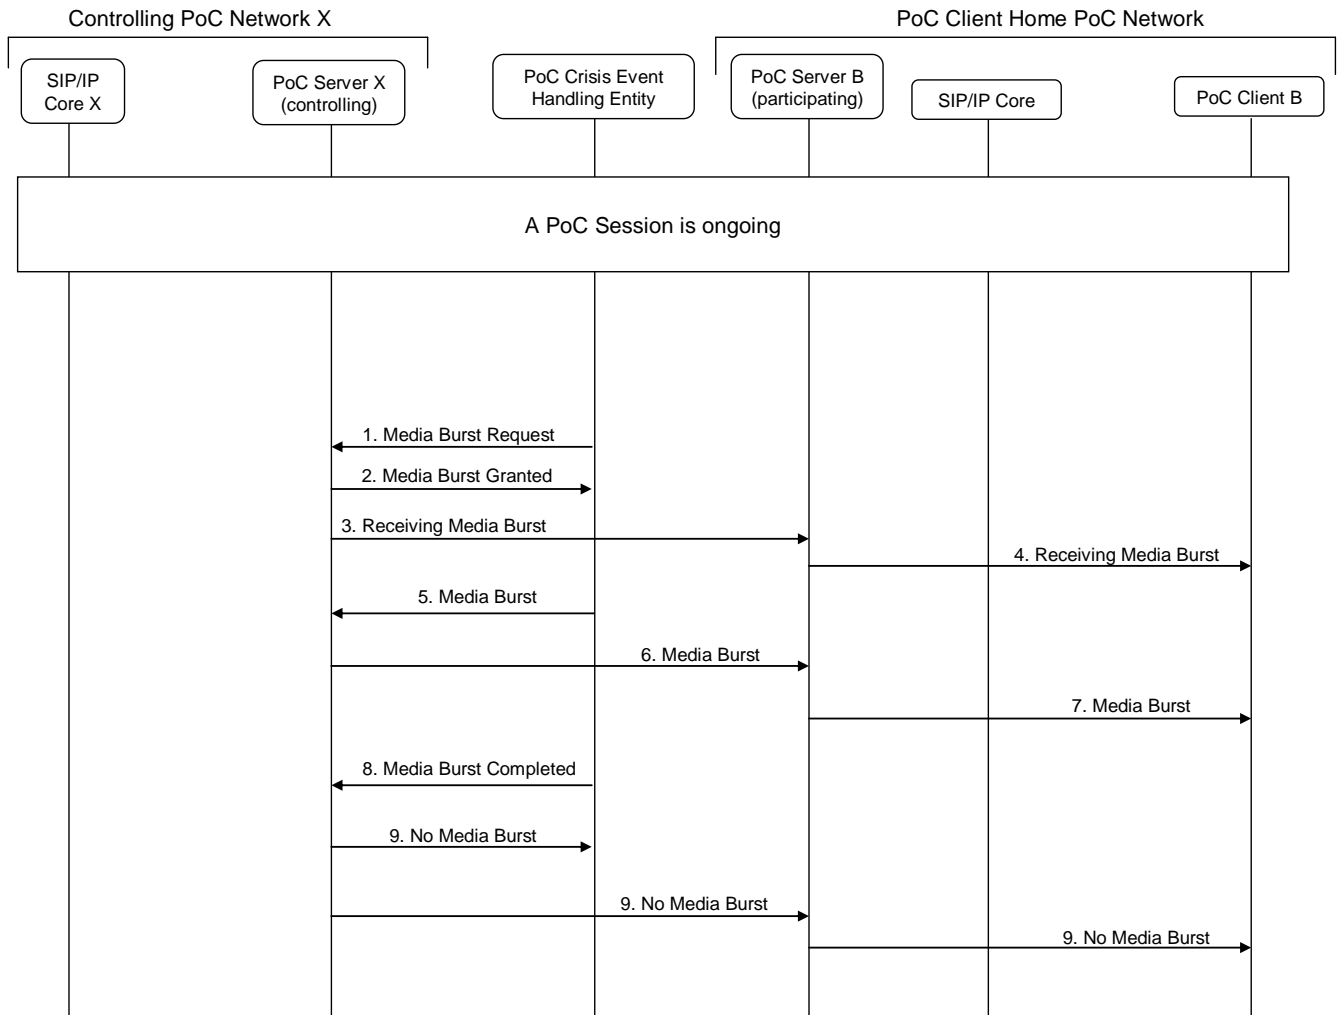 Controlling PoC Network X
PoC Client Home PoC Network
SIP/IP
Core X
PoC Server X
(controlling)
PoC Crisis Event
Handling Entity
PoC Server B
(participating)
SIP/IP Core
PoC Client B
A PoC Session is ongoing
1. Media Burst Request
2. Media Burst Granted
3. Receiving Media Burst
4. Receiving Media Burst
5. Media Burst
6. Media Burst
7. Media Burst
8. Media Burst Completed
9. No Media Burst
9. No Media Burst
9. No Media Burst